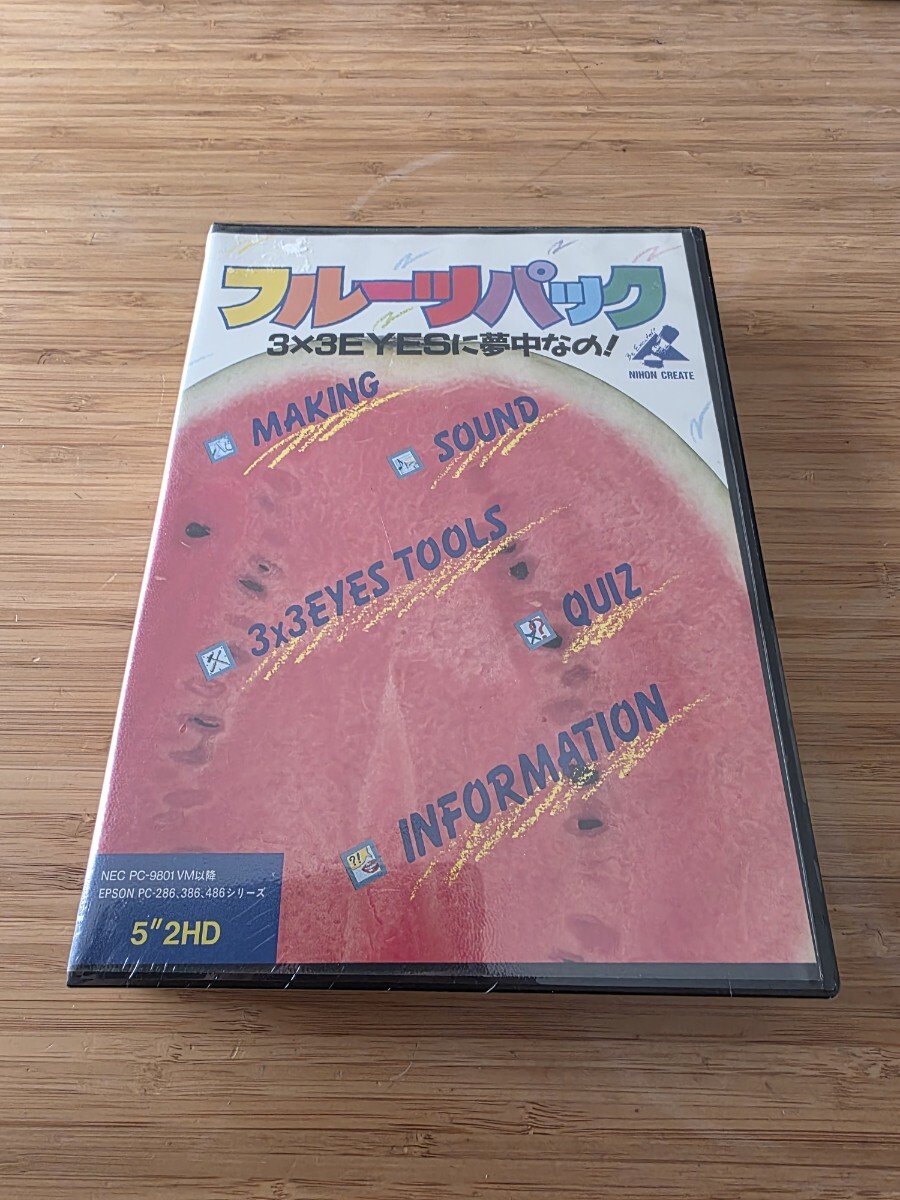 フルーツパック
3×3EYESに夢中なの!
NIHON CREATE
MAKING
SOUND
3x3EYES TOOLS
QUIZ
INFORMATION
NEC PC-9801VM以降
EPSON PC-286、386、486シリーズ
5″2HD